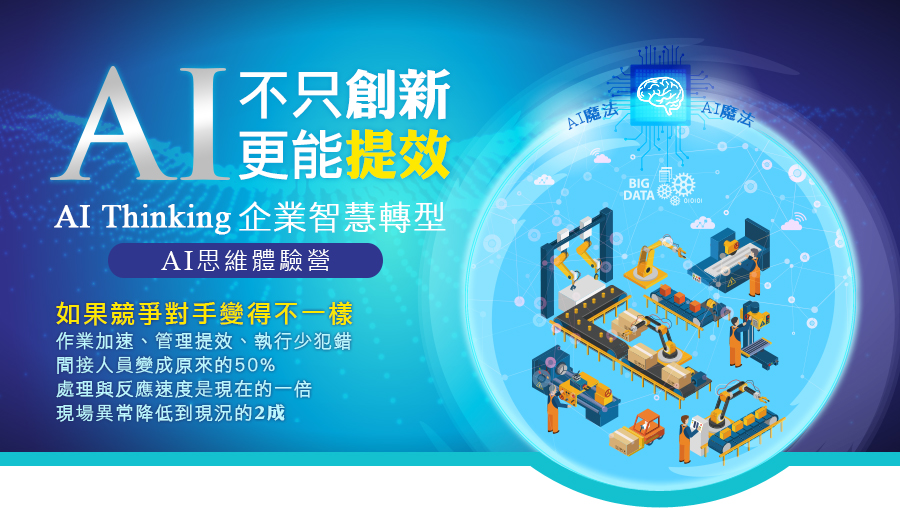 AI 不只創新
更能提效
AI Thinking 企業智慧轉型
AI思維體驗營
如果競爭對手變得不一樣
作業加速、管理提效、執行少犯錯
間接人員變成原來的50%
處理與反應速度是現在的一倍
現場異常降低到現況的2成
AI魔法
AI魔法
BIG
DATA
010101